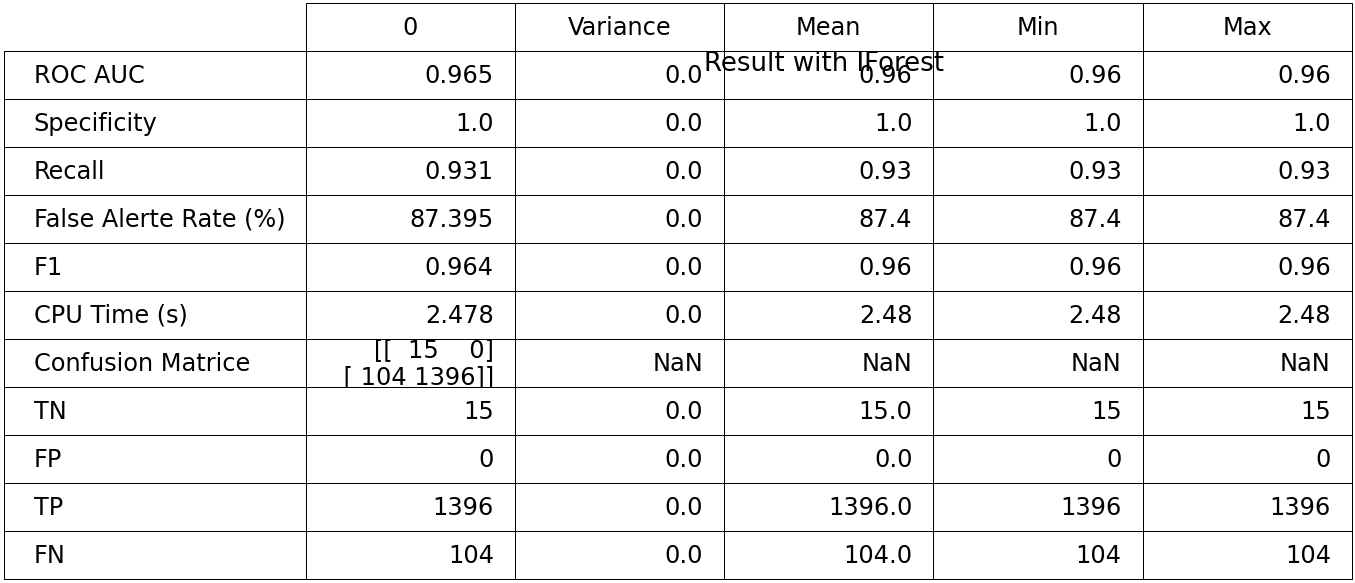 0 Variance Mean Min Max
Result with IForest
ROC AUC 0.965 0.0 0.96 0.96 0.96
Specificity 1.0 0.0 1.0 1.0 1.0
Recall 0.931 0.0 0.93 0.93 0.93
False Alerte Rate (%) 87.395 0.0 87.4 87.4 87.4
F1 0.964 0.0 0.96 0.96 0.96
CPU Time (s) 2.478 0.0 2.48 2.48 2.48
Confusion Matrice [[ 15 0]
[ 104 1396]] NaN NaN NaN NaN
TN 15 0.0 15.0 15 15
FP 0 0.0 0.0 0 0
TP 1396 0.0 1396.0 1396 1396
FN 104 0.0 104.0 104 104